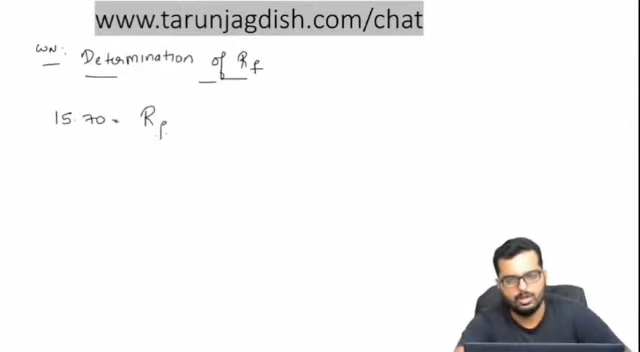 www.tarunjagdish.com/chat
WN: Determination of Rf
15.70 = Rf